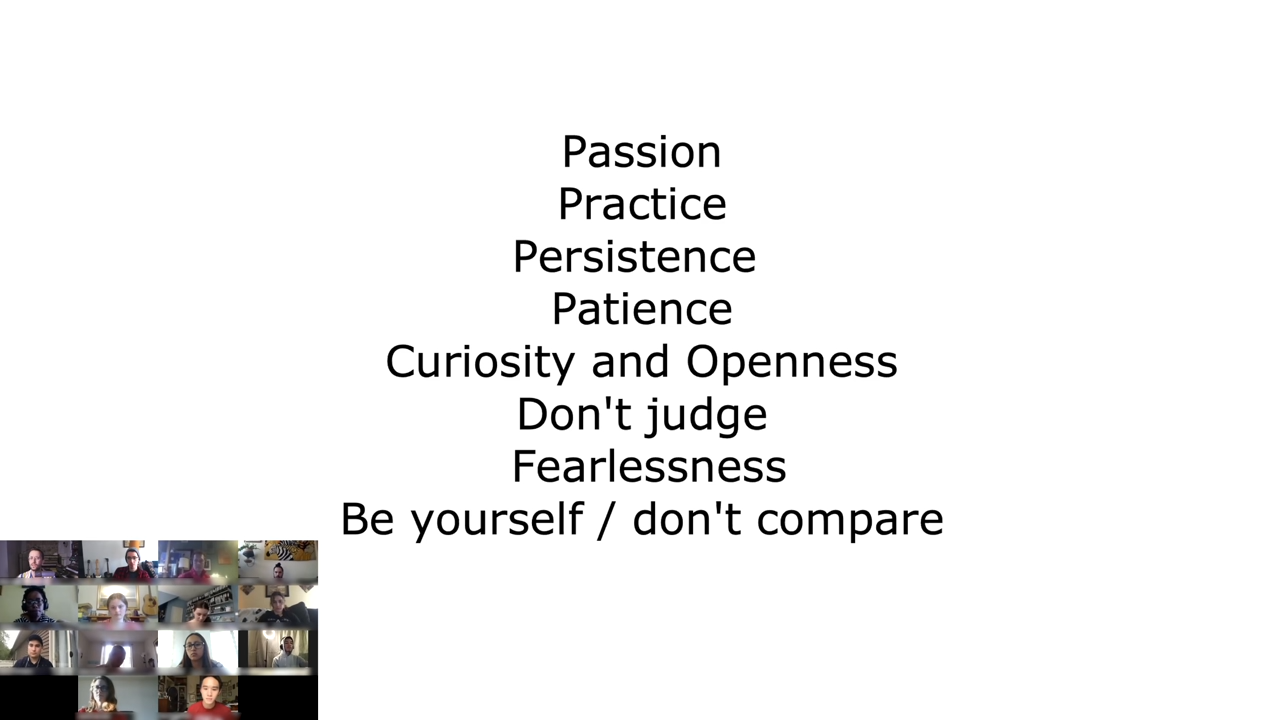 Passion
Practice
Persistence
Patience
Curiosity and Openness
Don't judge
Fearlessness
Be yourself / don't compare